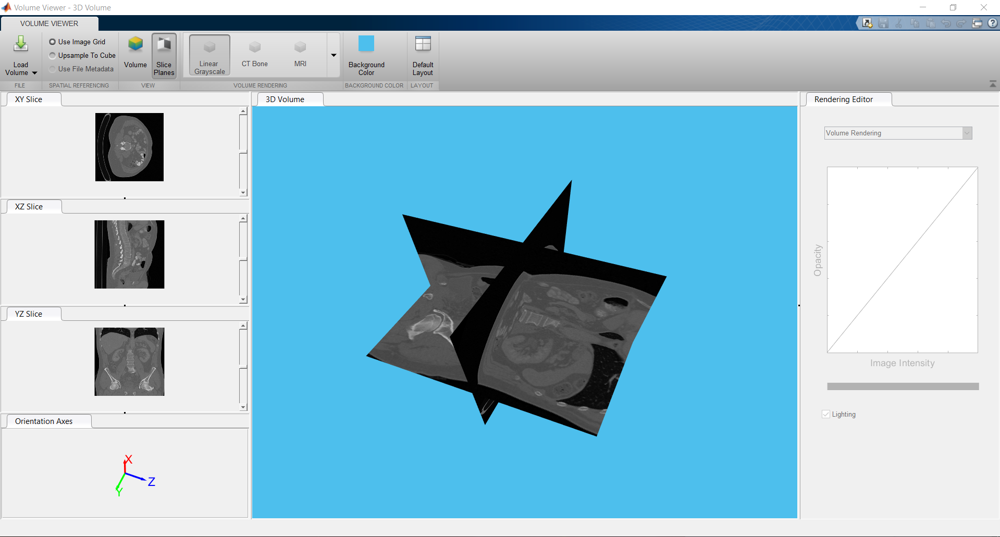 Volume Viewer - 3D Volume
VOLUME VIEWER
Load
Volume
Use Image Grid
Upsample To Cube
Use File Metadata
Volume
Slice
Planes
Linear
Grayscale
CT Bone
MRI
Background
Color
Default
Layout
FILE
SPATIAL REFERENCING
VIEW
VOLUME RENDERING
BACKGROUND COLOR
LAYOUT
XY Slice
XZ Slice
YZ Slice
Orientation Axes
X
Z
Y
3D Volume
Rendering Editor
Volume Rendering
Opacity
Image Intensity
Lighting